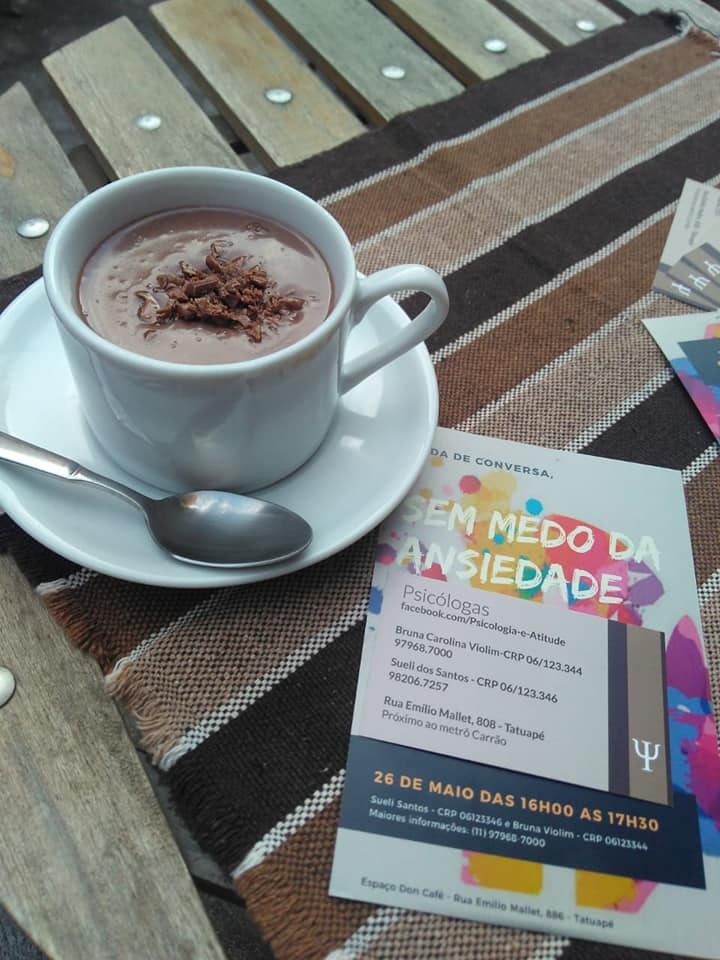 DA DE CONVERSA,
SEM MEDO DA
ANSIEDADE
Psicólogas
facebook.com/Psicologia-e-Atitude
Bruna Carolina Violim-CRP 06/123.344
97968.7000
Sueli dos Santos - CRP 06/123.346
98206.7257
Rua Emílio Mallet, 808 - Tatuapé
Próximo ao metrô Carrão
Ψ
26 DE MAIO DAS 16H00 AS 17H30
Sueli Santos - CRP 06123346 e Bruna Violim - CRP 06123344
Maiores informações: (11) 97968-7000
Espaço Don Café - Rua Emílio Mallet, 886 - Tatuapé